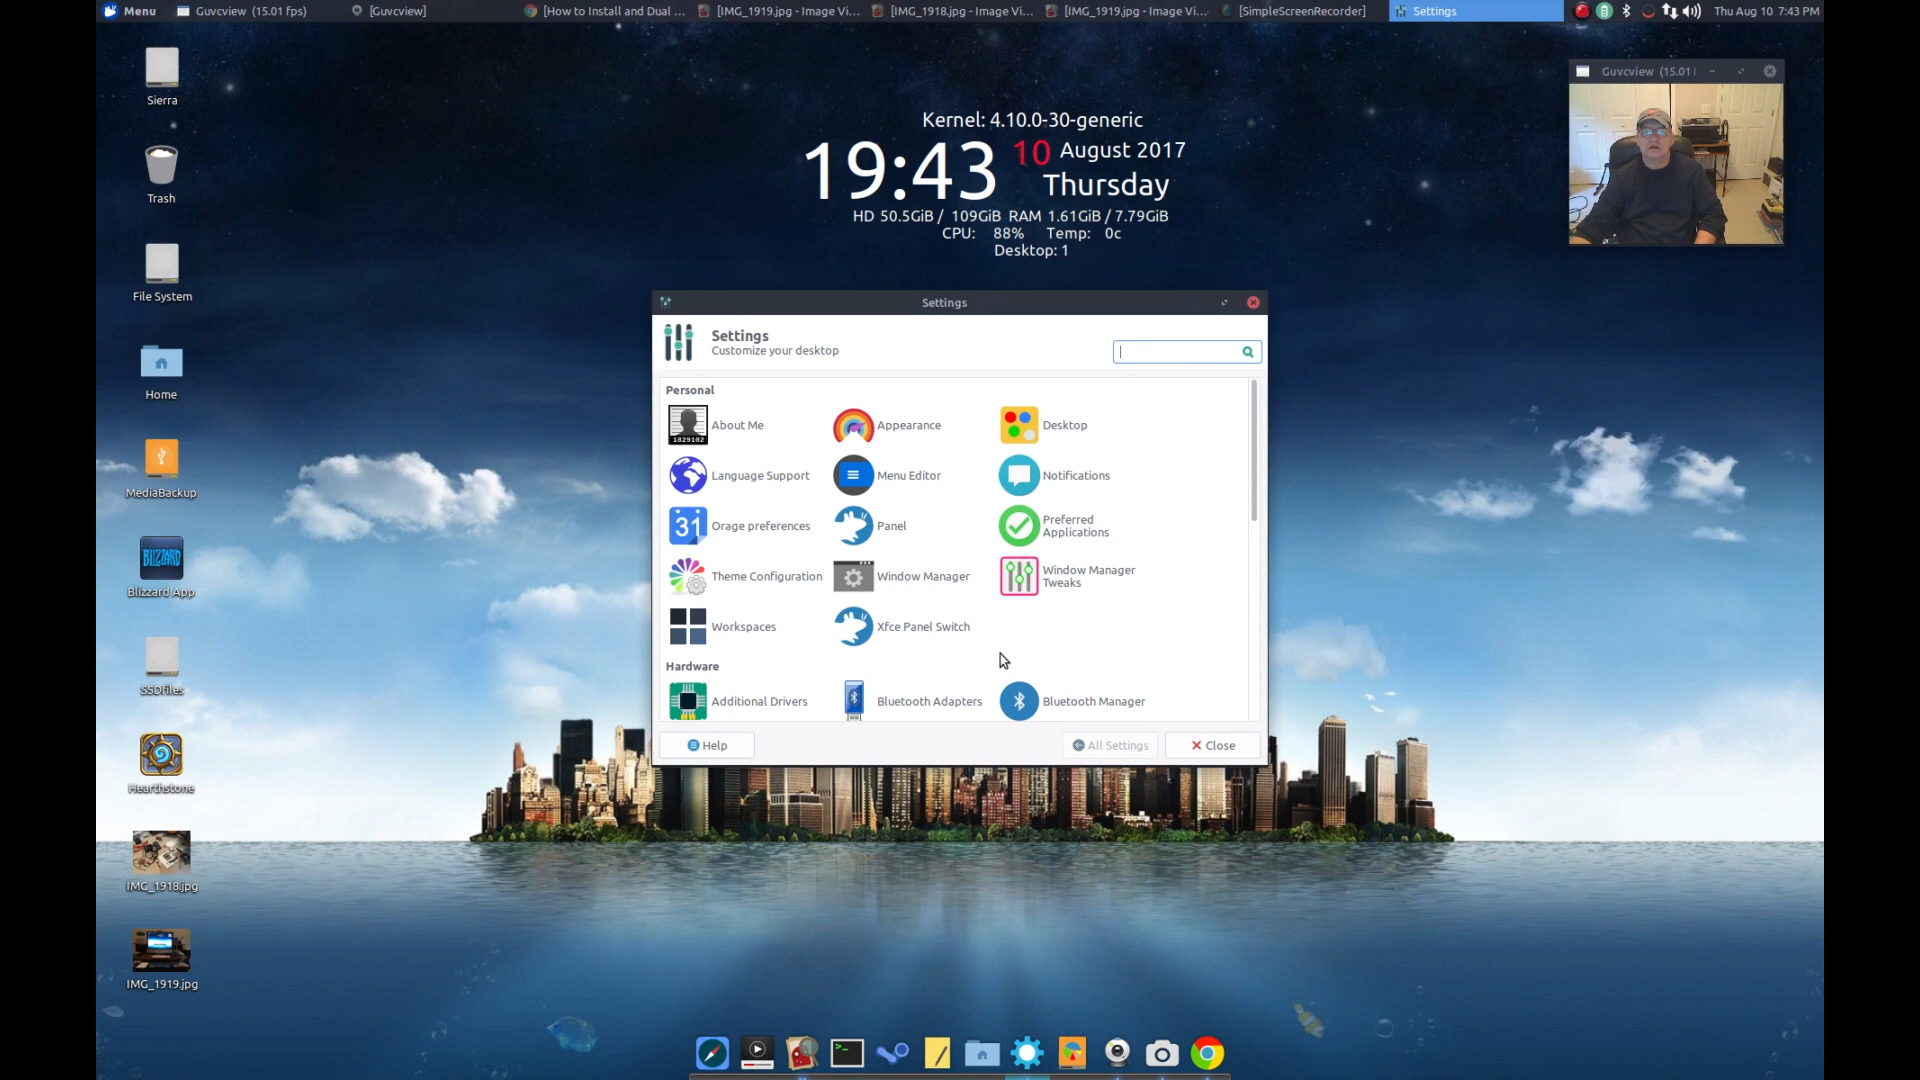 Menu
Guvcview (15.01 fps)
[Guvcview]
[How to Install and Dual ...
[IMG_1919.jpg - Image Vi...
[IMG_1918.jpg - Image Vi...
[IMG_1919.jpg - Image Vi...
[SimpleScreenRecorder]
Settings
Thu Aug 10 7:43 PM
Sierra
Trash
File System
Home
MediaBackup
BLIZZARD
Blizzard App
SSDfiles
Hearthstone
IMG_1918.jpg
IMG_1919.jpg
Kernel: 4.10.0-30-generic
19:43 10 August 2017
Thursday
HD 50.5GiB / 109GiB RAM 1.61GiB / 7.79GiB
CPU: 88% Temp: 0c
Desktop: 1
Guvcview (15.01
Settings
Settings
Customize your desktop
Personal
1829102
About Me
Appearance
Desktop
Language Support
Menu Editor
Notifications
31
Orage preferences
Panel
Preferred
Applications
Theme Configuration
Window Manager
Window Manager
Tweaks
Workspaces
Xfce Panel Switch
Hardware
Additional Drivers
Bluetooth Adapters
Bluetooth Manager
Help
All Settings
Close